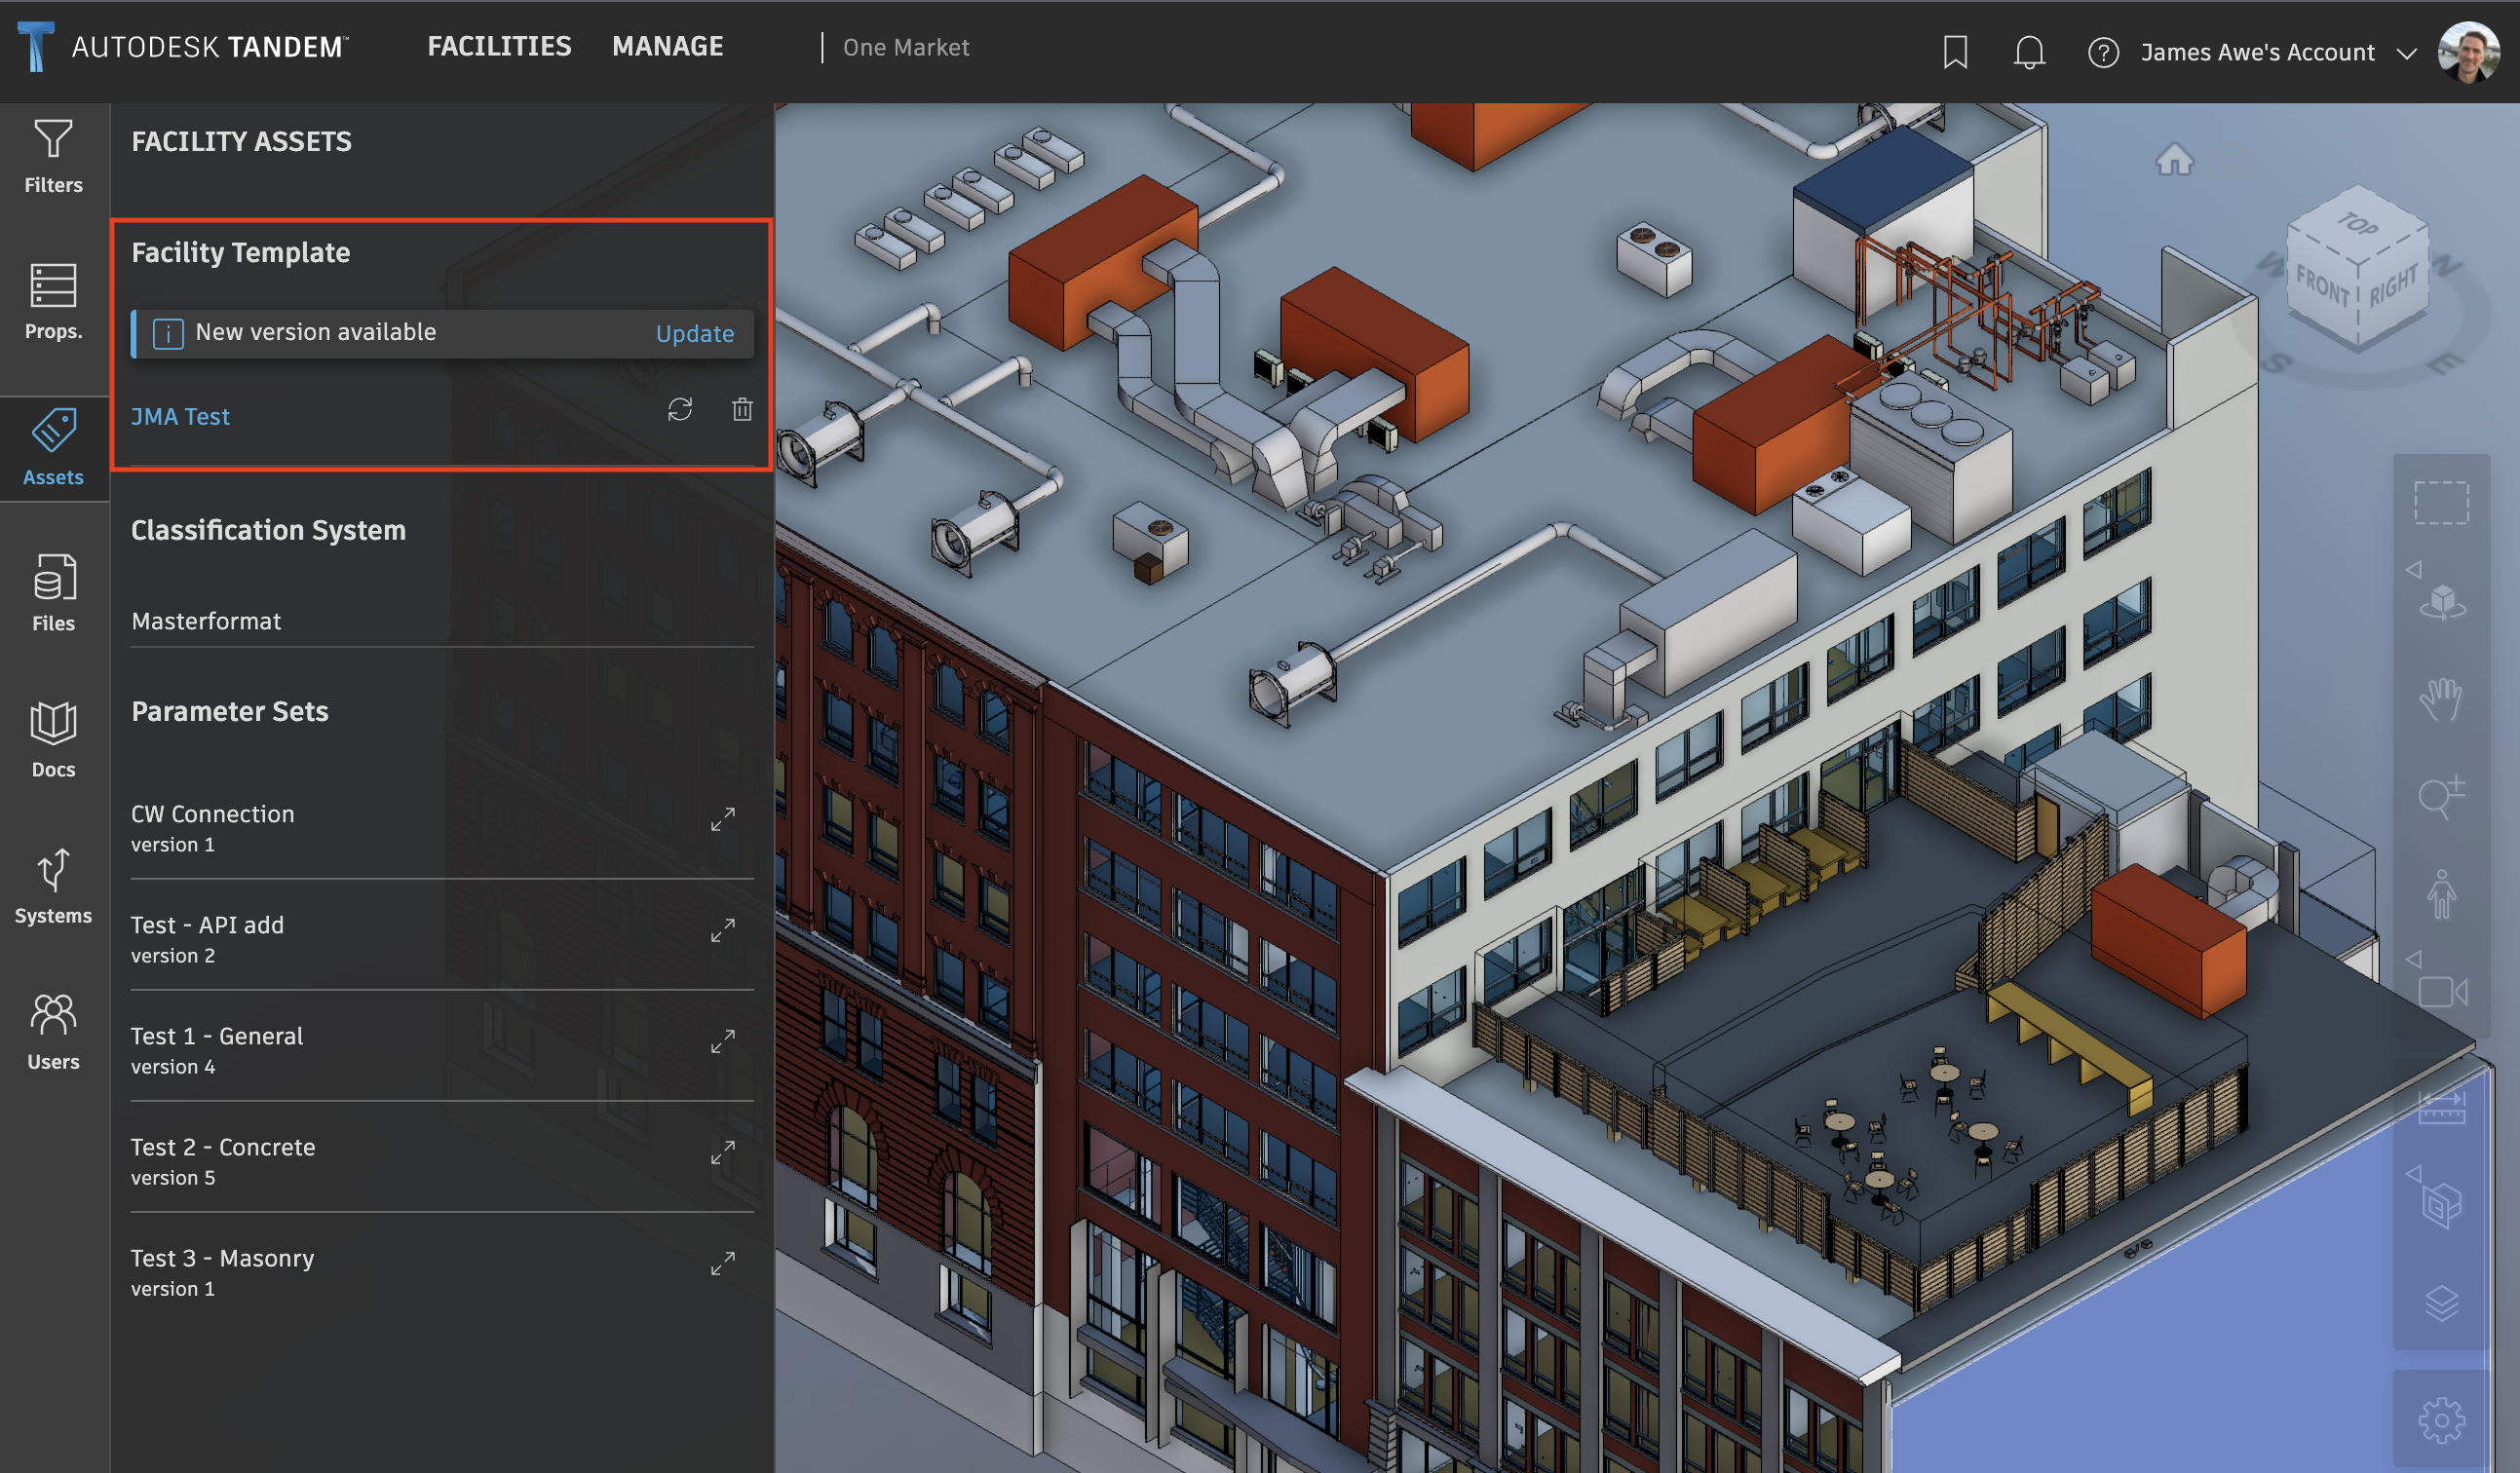 AUTODESK TANDEM™
FACILITIES
MANAGE
One Market
James Awe's Account
Filters
Props.
Assets
Files
Docs
Systems
Users
FACILITY ASSETS
Facility Template
New version available
Update
JMA Test
Classification System
Masterformat
Parameter Sets
CW Connection
version 1
Test - API add
version 2
Test 1 - General
version 4
Test 2 - Concrete
version 5
Test 3 - Masonry
version 1
TOP
FRONT
RIGHT
W
N
S
E